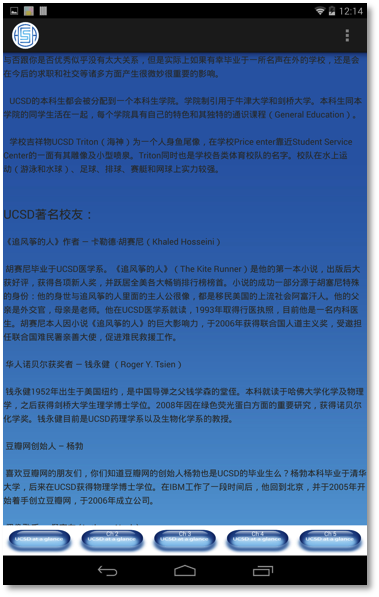 12:14
与否跟你是否优秀似乎没有太大关系，但是实际上如果有幸毕业于一所名声在外的学校，还是会
在今后的求职和社交等诸多方面产生很微妙很重要的影响。
UCSD的本科生都会被分配到一个本科生学院。学院制引用于牛津大学和剑桥大学。本科生同本
学院的同学生活在一起，每个学院具有自己的特色和其独特的通识课程（General Education）。
学校吉祥物UCSD Triton（海神）为一个人身鱼尾像，在学校Price enter靠近Student Service
Center的一面有其雕像及小型喷泉。Triton同时也是学校各类体育校队的名字。校队在水上运
动（游泳和水球）、足球、排球、赛艇和网球上实力较强。
UCSD著名校友：
《追风筝的人》作者 – 卡勒德·胡赛尼（Khaled Hosseini）
胡赛尼毕业于UCSD医学系。《追风筝的人》（The Kite Runner）是他的第一本小说，出版后大
获好评，获得各项新人奖，并跃居全美各大畅销排行榜榜首。小说的成功一部分源于胡塞尼特殊
的身份：他的身世与追风筝的人里面的主人公很像，都是移民美国的上流社会阿富汗人。他的父
亲是外交官，母亲是老师。他在UCSD医学系就读，1993年取得行医执照，目前他是一名内科医
生。胡赛尼本人因小说《追风筝的人》的巨大影响力，于2006年获得联合国人道主义奖，受邀担
任联合国难民署亲善大使，促进难民救援工作。
华人诺贝尔获奖者 – 钱永健 （Roger Y. Tsien）
钱永健1952年出生于美国纽约，是中国导弹之父钱学森的堂侄。本科就读于哈佛大学化学及物理
学，之后获得剑桥大学生理学博士学位。2008年因在绿色荧光蛋白方面的重要研究，获得诺贝尔
化学奖。钱永健目前是UCSD药理学系以及生物化学系的教授。
豆瓣网创始人 – 杨勃
喜欢豆瓣网的朋友们，你们知道豆瓣网的创始人杨勃也是UCSD的毕业生么？杨勃本科毕业于清华
大学，后来在UCSD获得物理学博士学位。在IBM工作了一段时间后，他回到北京，并于2005年开
始着手创立豆瓣网，于2006年成立公司。
Ch 2 Ch 3 Ch 4 Ch 5
UCSD at a glance UCSD at a glance UCSD at a glance UCSD at a glance UCSD at a glance